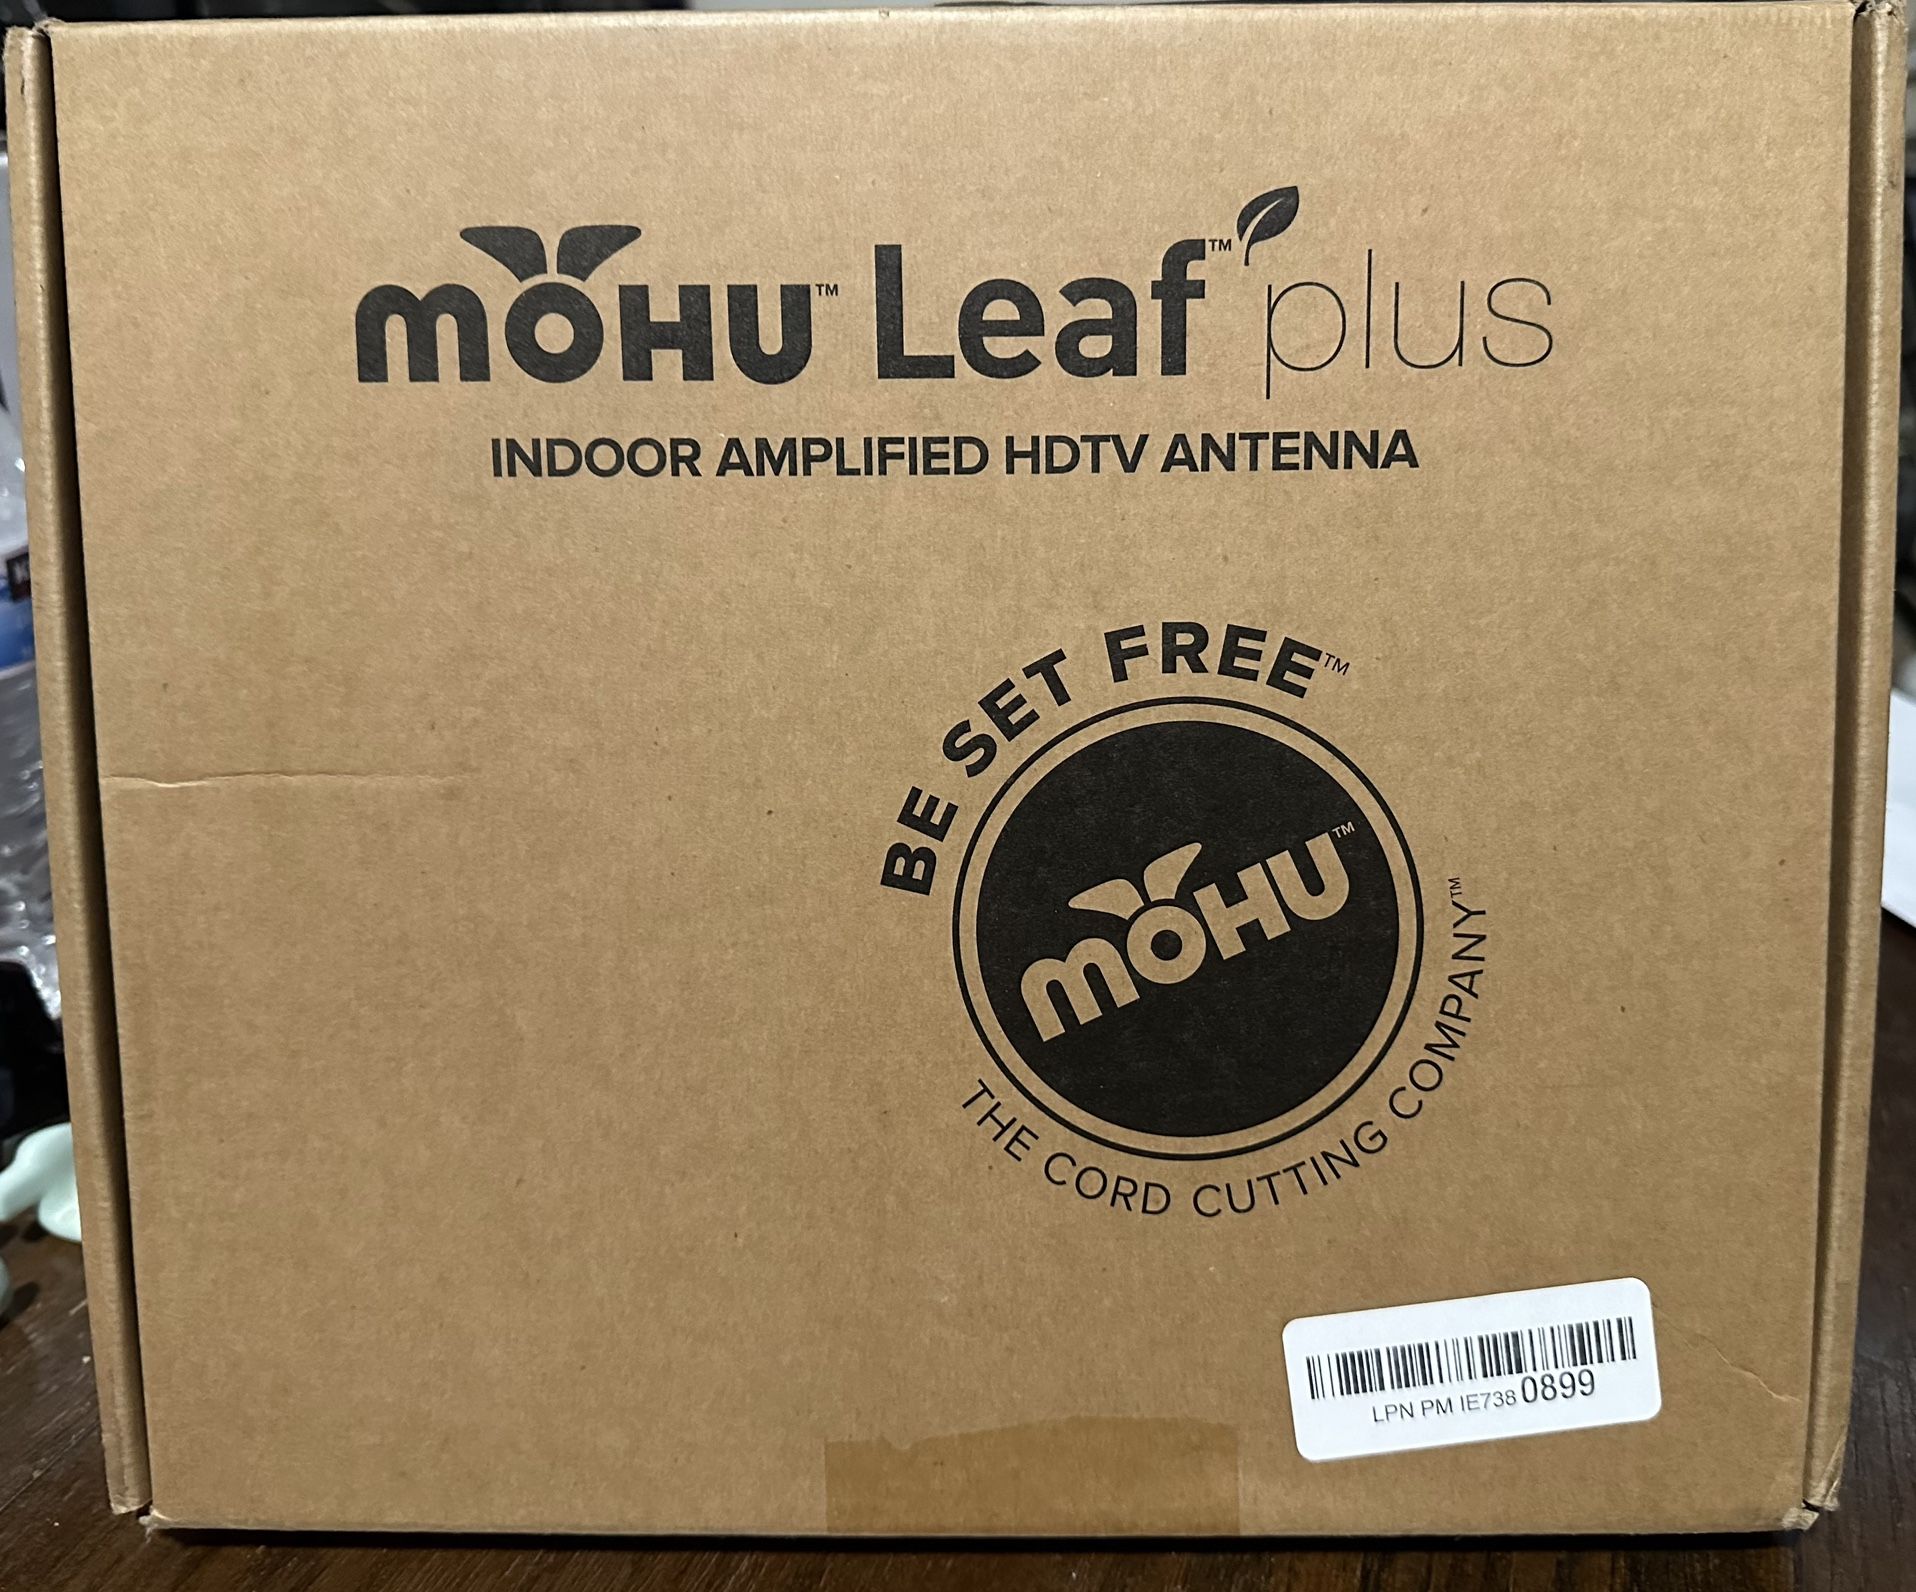 mOHU™ Leaf™ plus
INDOOR AMPLIFIED HDTV ANTENNA
BE SET FREE™
mOHU™
THE CORD CUTTING COMPANY™
LPN PM IE738 0899